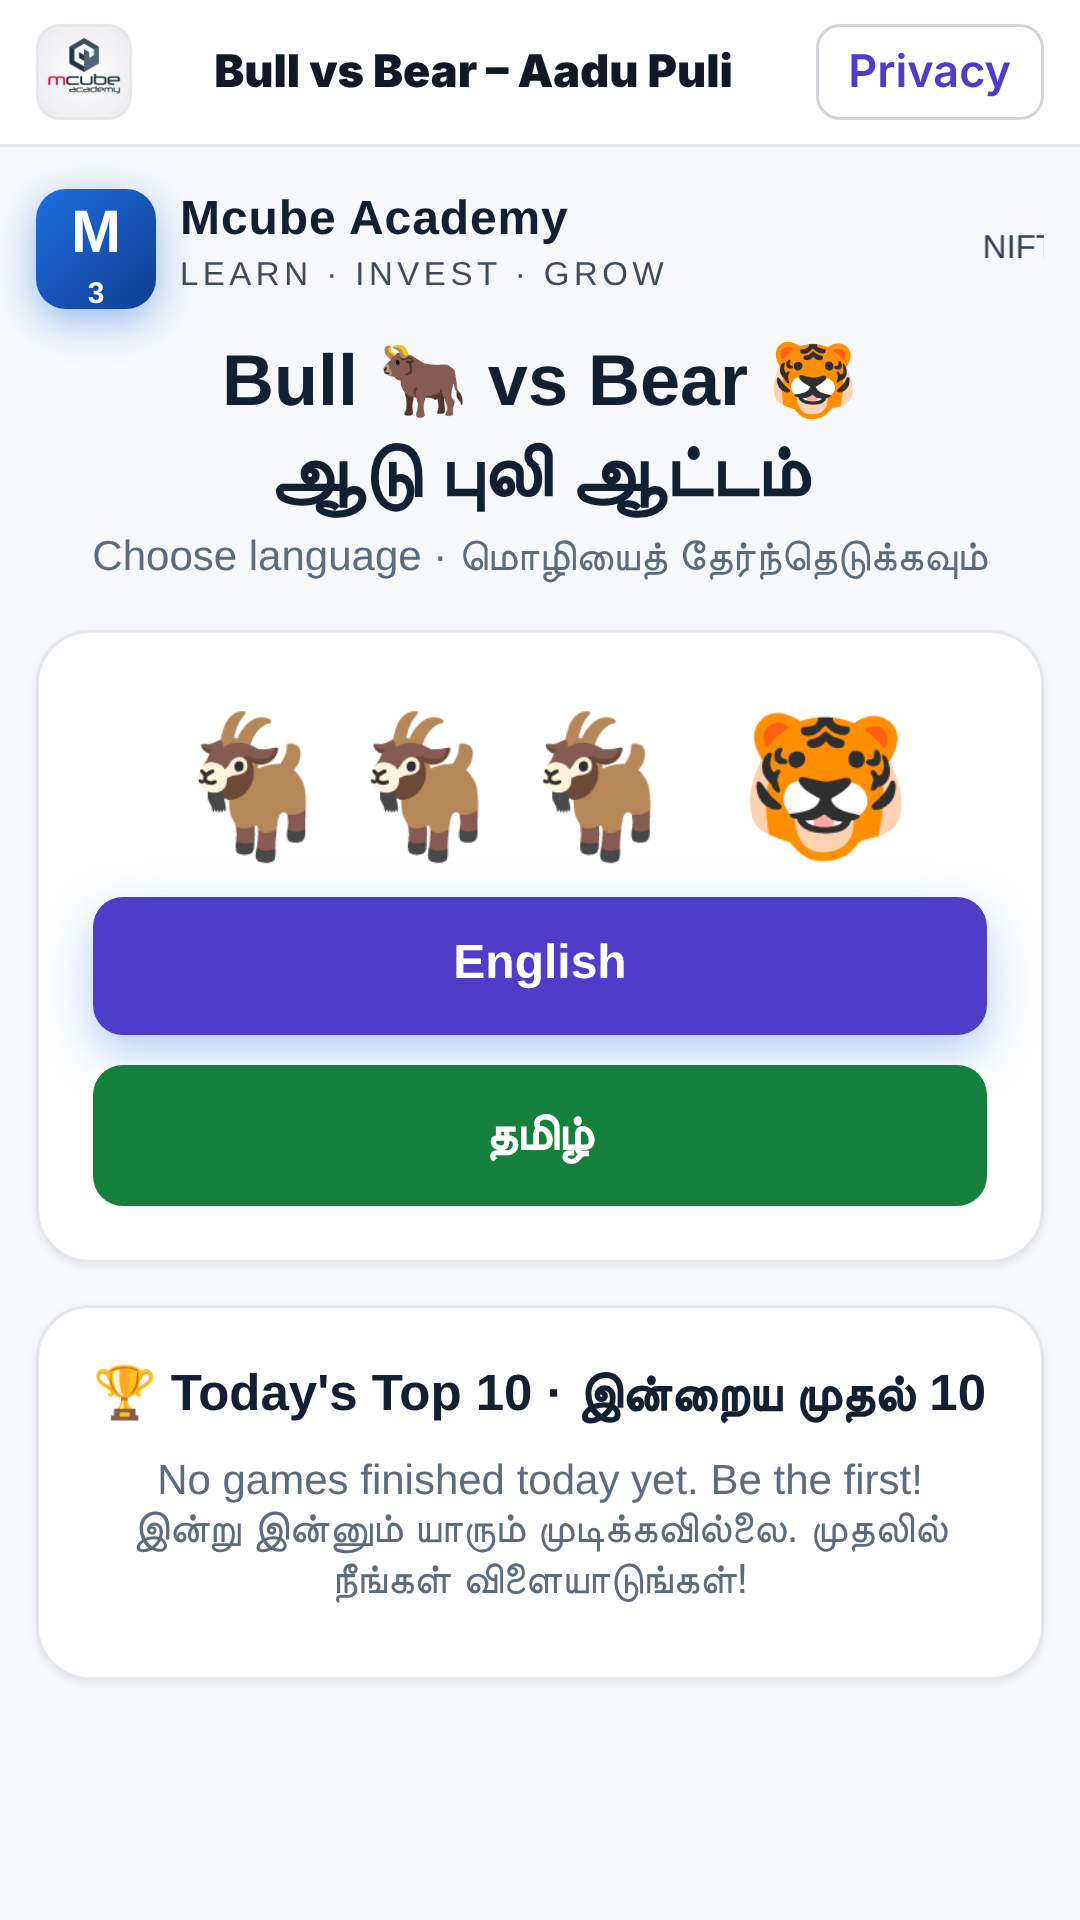 mcube
academy
Bull vs Bear – Aadu Puli
Privacy
M
3
Mcube Academy
LEARN · INVEST · GROW
Bull 🐂 vs Bear 🐯
ஆடு புலி ஆட்டம்
Choose language · மொழியைத் தேர்ந்தெடுக்கவும்
English
தமிழ்
🏆 Today's Top 10 · இன்றைய முதல் 10
No games finished today yet. Be the first!
இன்று இன்னும் யாரும் முடிக்கவில்லை. முதலில்
நீங்கள் விளையாடுங்கள்!